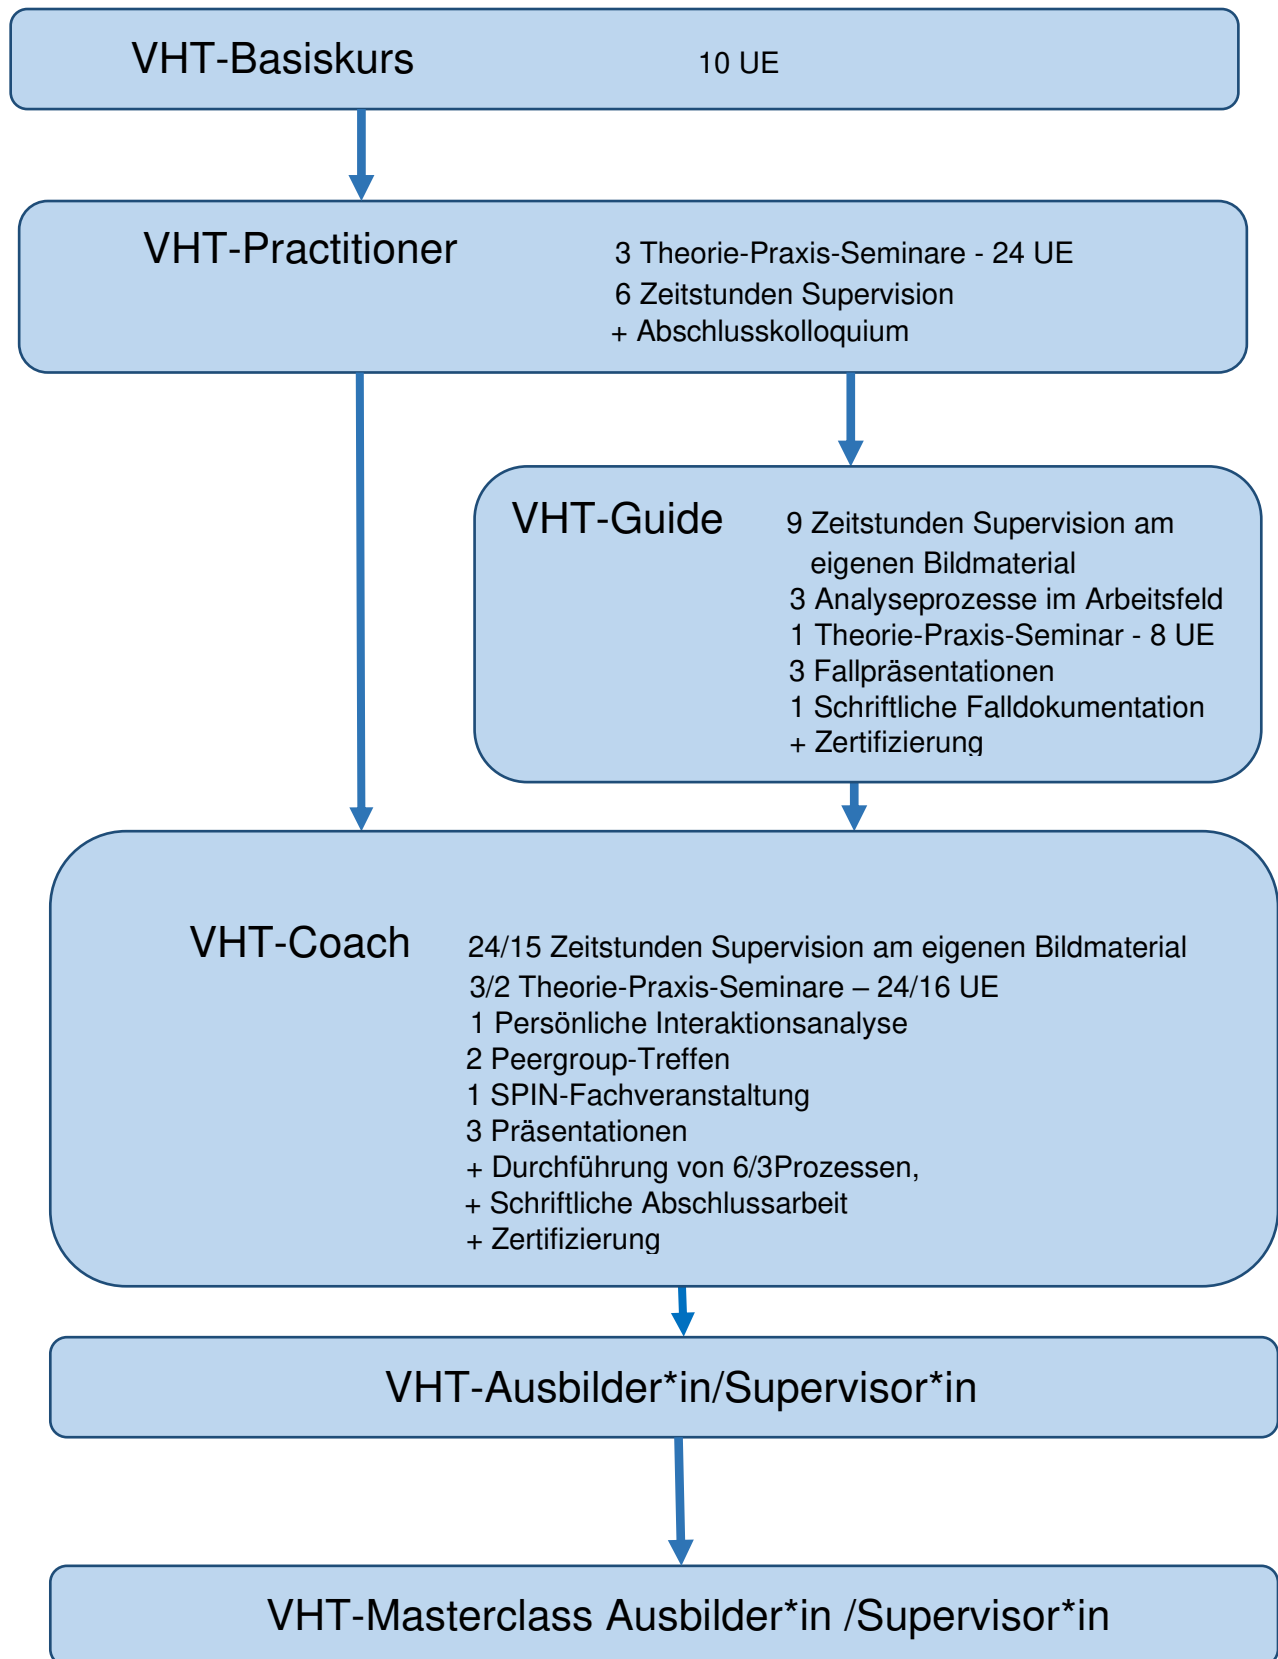 VHT-Basiskurs 10 UE
VHT-Practitioner 3 Theorie-Praxis-Seminare - 24 UE
6 Zeitstunden Supervision
+ Abschlusskolloquium
VHT-Guide 9 Zeitstunden Supervision am
eigenen Bildmaterial
3 Analyseprozesse im Arbeitsfeld
1 Theorie-Praxis-Seminar - 8 UE
3 Fallpräsentationen
1 Schriftliche Falldokumentation
+ Zertifizierung
VHT-Coach 24/15 Zeitstunden Supervision am eigenen Bildmaterial
3/2 Theorie-Praxis-Seminare – 24/16 UE
1 Persönliche Interaktionsanalyse
2 Peergroup-Treffen
1 SPIN-Fachveranstaltung
3 Präsentationen
+ Durchführung von 6/3Prozessen,
+ Schriftliche Abschlussarbeit
+ Zertifizierung
VHT-Ausbilder*in/Supervisor*in
VHT-Masterclass Ausbilder*in /Supervisor*in